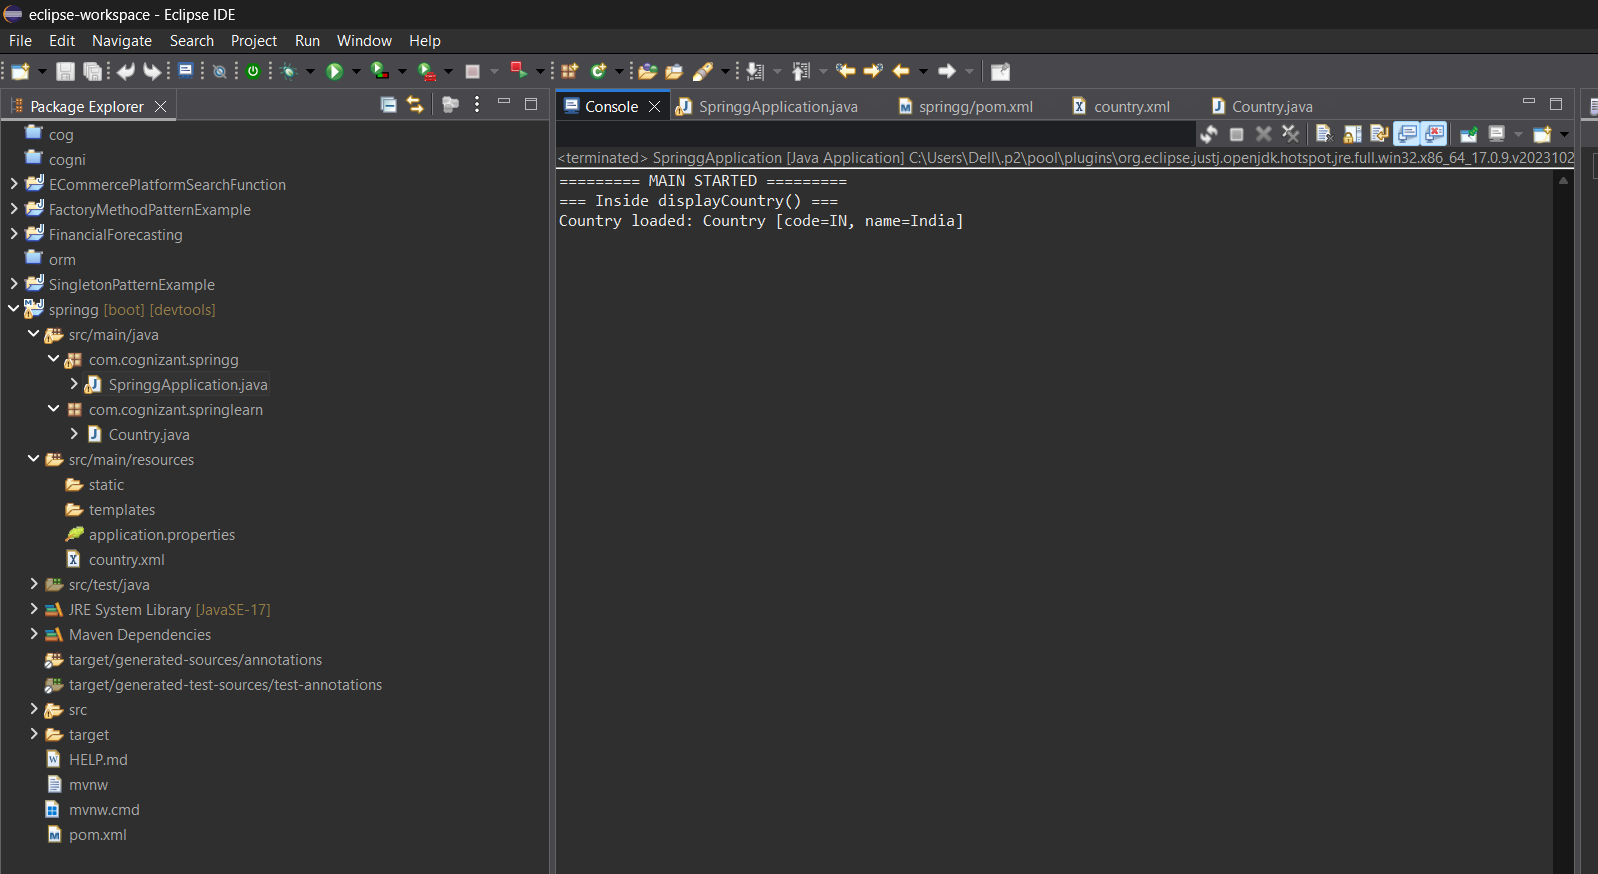 eclipse-workspace - Eclipse IDE
File Edit Navigate Search Project Run Window Help
Package Explorer
cog
cogni
ECommercePlatformSearchFunction
FactoryMethodPatternExample
FinancialForecasting
orm
SingletonPatternExample
springg [boot] [devtools]
src/main/java
com.cognizant.springg
SpringgApplication.java
com.cognizant.springlearn
Country.java
src/main/resources
static
templates
application.properties
country.xml
src/test/java
JRE System Library [JavaSE-17]
Maven Dependencies
target/generated-sources/annotations
target/generated-test-sources/test-annotations
src
target
HELP.md
mvnw
mvnw.cmd
pom.xml
Console SpringgApplication.java springg/pom.xml country.xml Country.java
<terminated> SpringgApplication [Java Application] C:\Users\Dell\.p2\pool\plugins\org.eclipse.justj.openjdk.hotspot.jre.full.win32.x86_64_17.0.9.v2023102
========= MAIN STARTED =========
=== Inside displayCountry() ===
Country loaded: Country [code=IN, name=India]